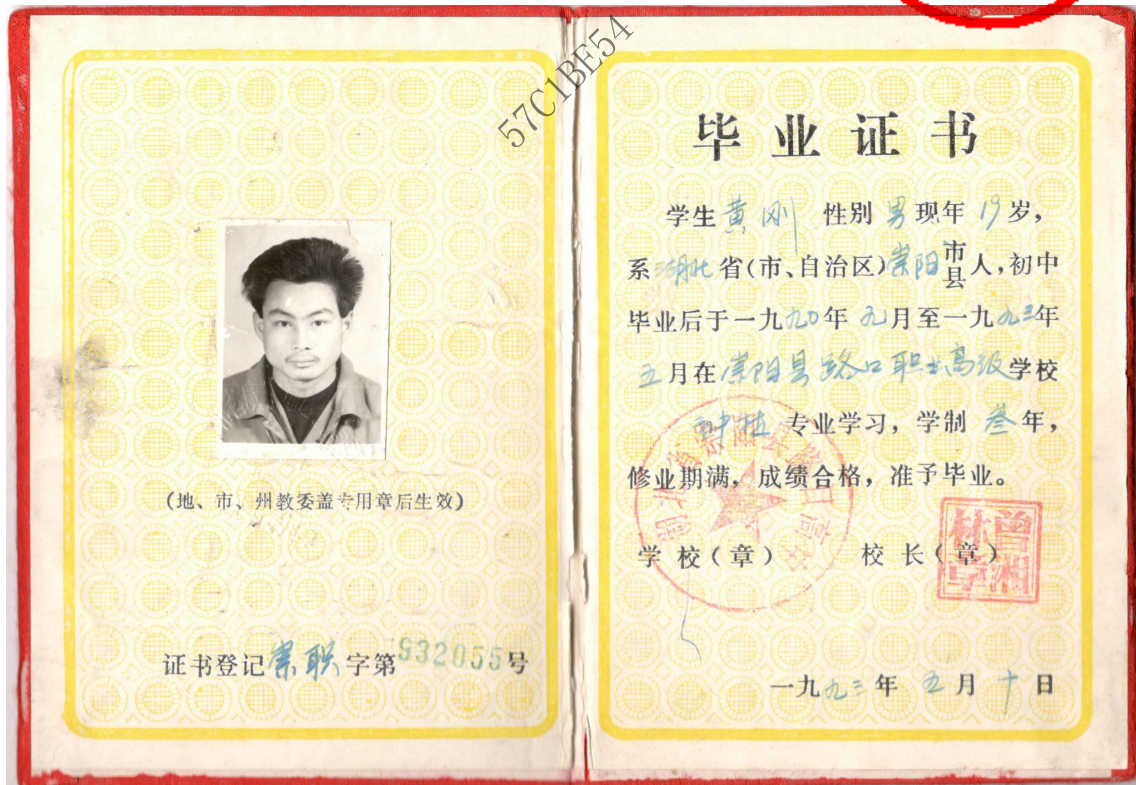 57C1BE54
(地、市、州教委盖专用章后生效)
证书登记崇职字第932055号
毕业证书
学生黄刚 性别男现年19岁,
系湖北省(市、自治区)崇阳市县人,初中
毕业后于一九九〇年九月至一九九三年
五月在崇阳县路口职业高级学校
种植专业学习,学制叁年,
修业期满,成绩合格,准予毕业。
学校(章) 校长(章)
一九九三年五月十日